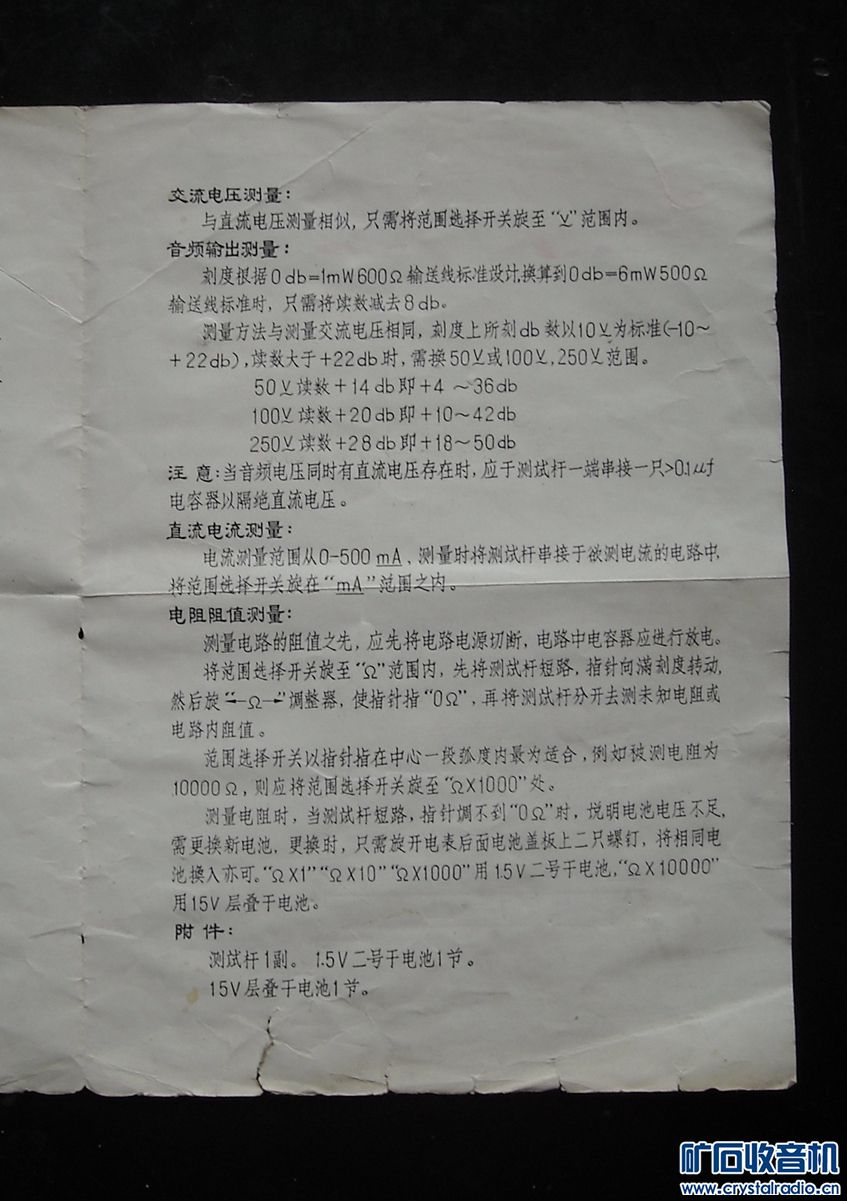 交流电压测量：
与直流电压测量相似，只需将范围选择开关旋至“V”范围内。
音频输出测量：
刻度根据0db=1mW600Ω输送线标准设计，换算到0db=6mW500Ω
输送线标准时，只需将读数减去8db。
测量方法与测量交流电压相同，刻度上所刻db数以10V为标准（-10～
+22db），读数大于+22db时，需换50V或100V，250V范围。
50V读数+14db即+4～36db
100V读数+20db即+10～42db
250V读数+28db即+18～50db
注意：当音频电压同时有直流电压存在时，应于测试杆一端串接一只>0.1μf
电容器以隔绝直流电压。
直流电流测量：
电流测量范围从0-500mA、测量时将测试杆串接于欲测电流的电路中，
将范围选择开关旋在“mA”范围之内。
电阻阻值测量：
测量电路的阻值之先，应先将电路电源切断，电路中电容器应进行放电。
将范围选择开关旋至“Ω”范围内，先将测试杆短路，指针向满刻度转动，
然后旋“←Ω→”调整器，使指针指“0Ω”，再将测试杆分开去测未知电阻或
电路内阻值。
范围选择开关以指针指在中心一段弧度内最为适合，例如被测电阻为
10000Ω，则应将范围选择开关旋至“ΩX1000”处。
测量电阻时，当测试杆短路，指针调不到“0Ω”时，说明电池电压不足，
需更换新电池，更换时，只需旋开电表后面电池盖板上二只螺钉，将相同电
池换入亦可。“ΩX1”“ΩX10”“ΩX1000”用1.5V二号干电池，“ΩX10000”
用15V层叠干电池。
附件：
测试杆1副。1.5V二号干电池1节。
15V层叠干电池1节。
矿石收音机
www.crystalradio.cn